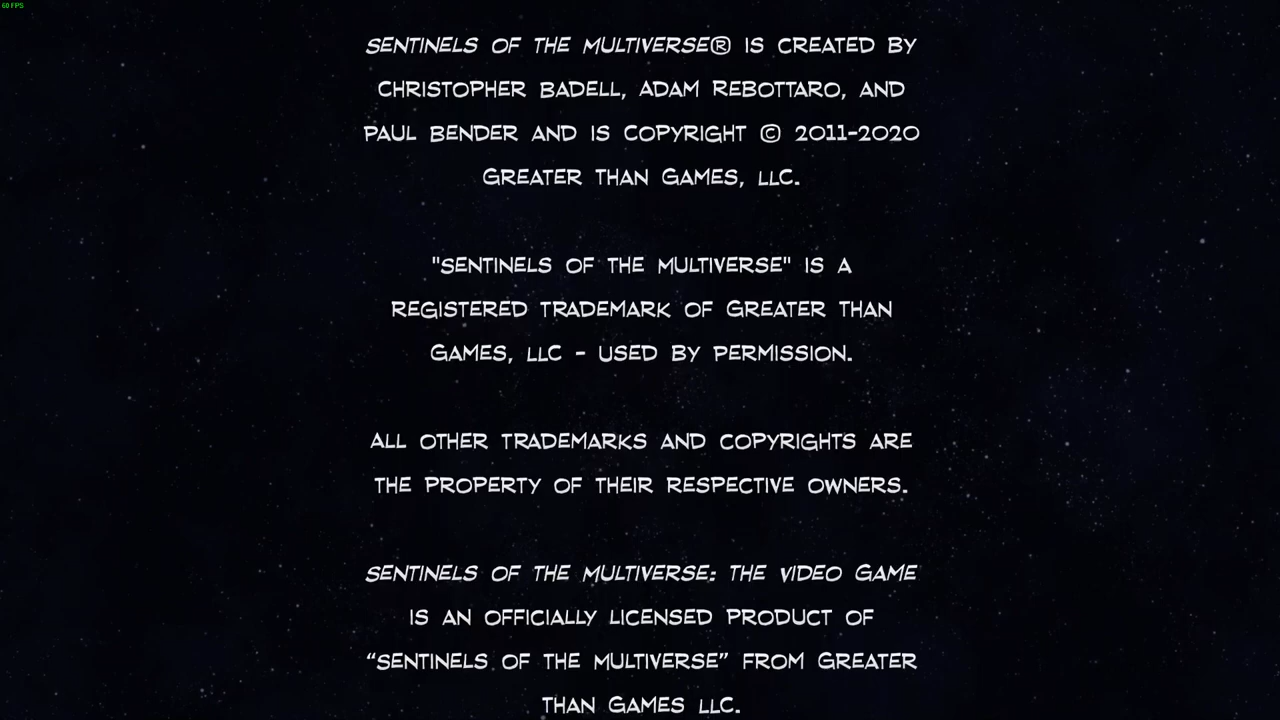 60 FPS
SENTINELS OF THE MULTIVERSE® IS CREATED BY
CHRISTOPHER BADELL, ADAM REBOTTARO, AND
PAUL BENDER AND IS COPYRIGHT © 2011-2020
GREATER THAN GAMES, LLC.
"SENTINELS OF THE MULTIVERSE" IS A
REGISTERED TRADEMARK OF GREATER THAN
GAMES, LLC - USED BY PERMISSION.
ALL OTHER TRADEMARKS AND COPYRIGHTS ARE
THE PROPERTY OF THEIR RESPECTIVE OWNERS.
SENTINELS OF THE MULTIVERSE: THE VIDEO GAME
IS AN OFFICIALLY LICENSED PRODUCT OF
“SENTINELS OF THE MULTIVERSE” FROM GREATER
THAN GAMES LLC.